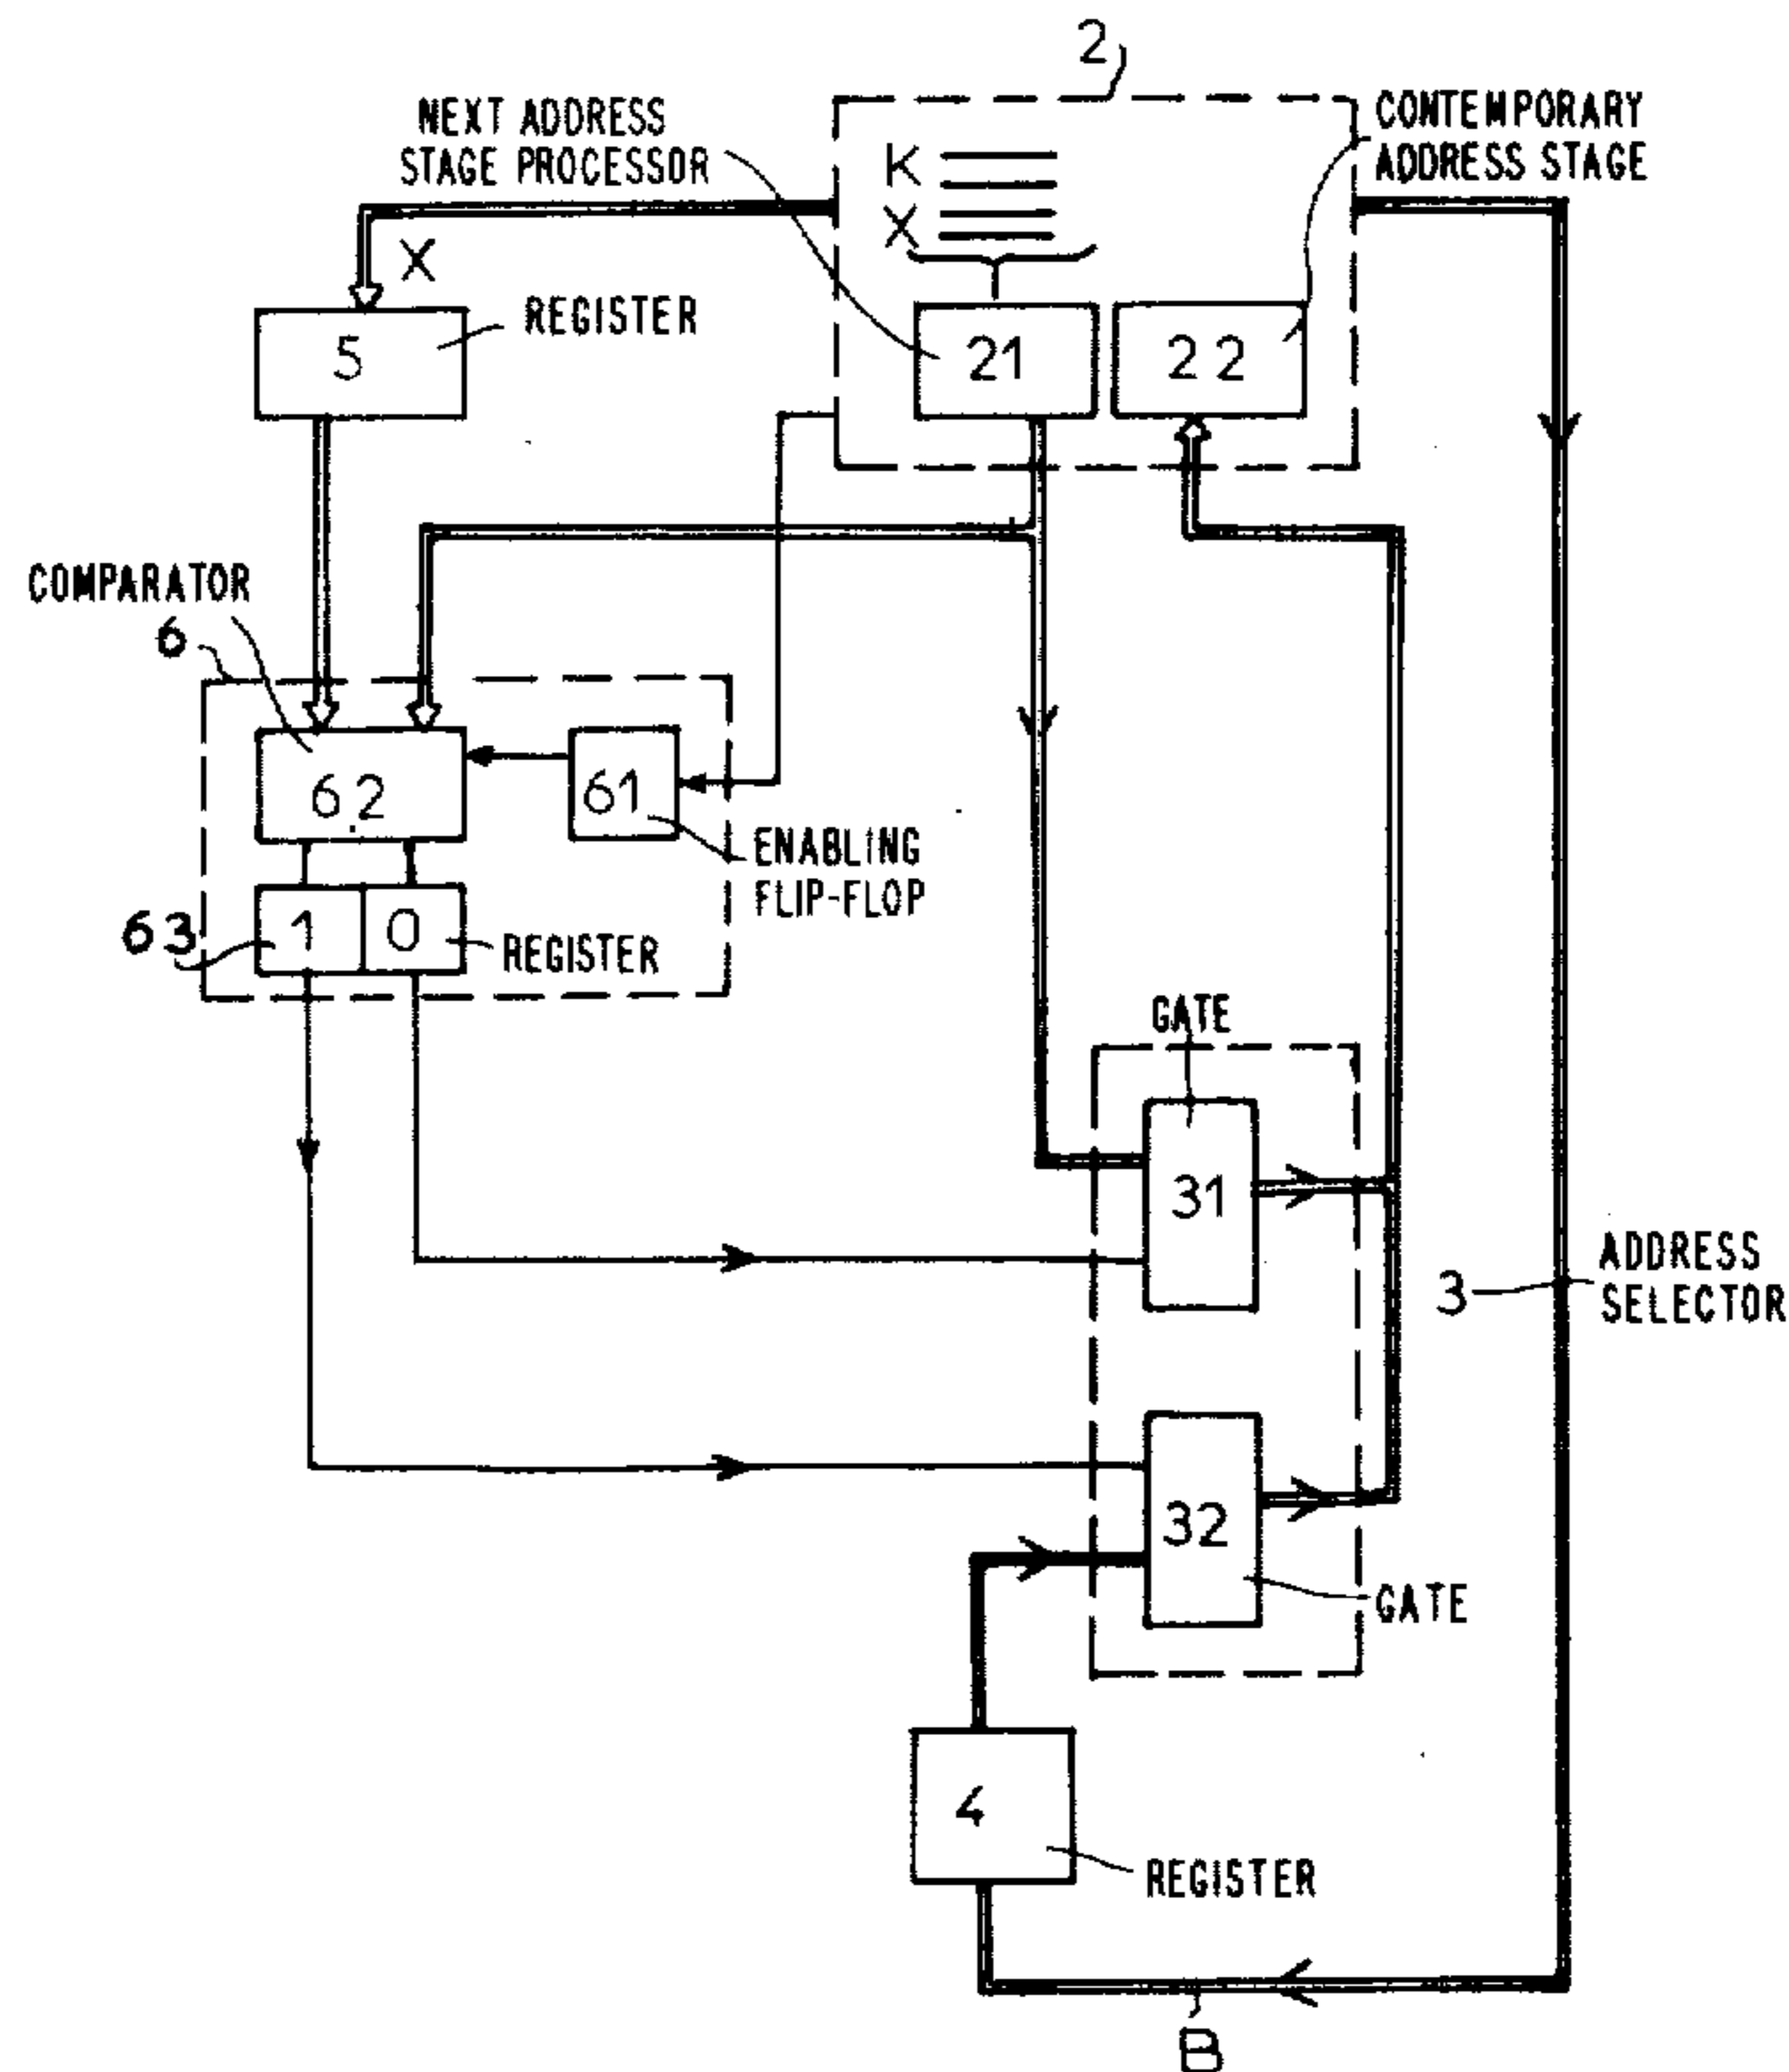 2
NEXT ADDRESS
STAGE PROCESSOR
CONTEMPORARY
ADDRESS STAGE
K
X
X
REGISTER
5
21
22
COMPARATOR
6
62
61
ENABLING
FLIP-FLOP
63
1
0
REGISTER
GATE
31
ADDRESS
SELECTOR
3
32
GATE
4
REGISTER
B